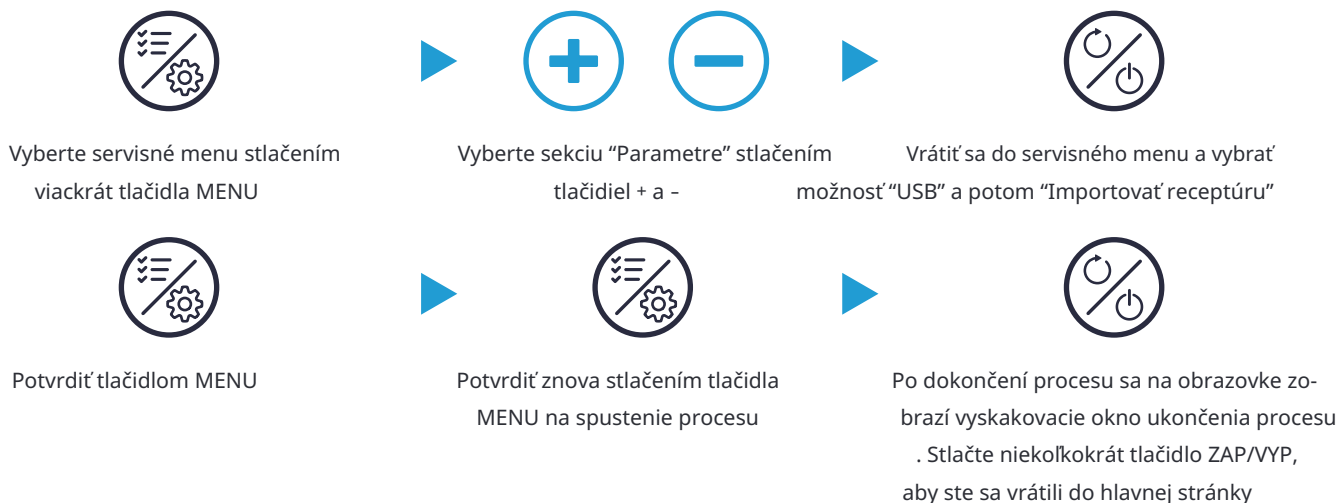 Vyberte servisné menu stlačením
viackrát tlačidla MENU
Vyberte sekciu “Parametre” stlačením
tlačidiel + a –
Vrátiť sa do servisného menu a vybrať
možnosť “USB” a potom “Importovať receptúru”
Potvrdiť tlačidlom MENU
Potvrdiť znova stlačením tlačidla
MENU na spustenie procesu
Po dokončení procesu sa na obrazovke zo-
brazí vyskakovacie okno ukončenia procesu
. Stlačte niekoľkokrát tlačidlo ZAP/VYP,
aby ste sa vrátili do hlavnej stránky